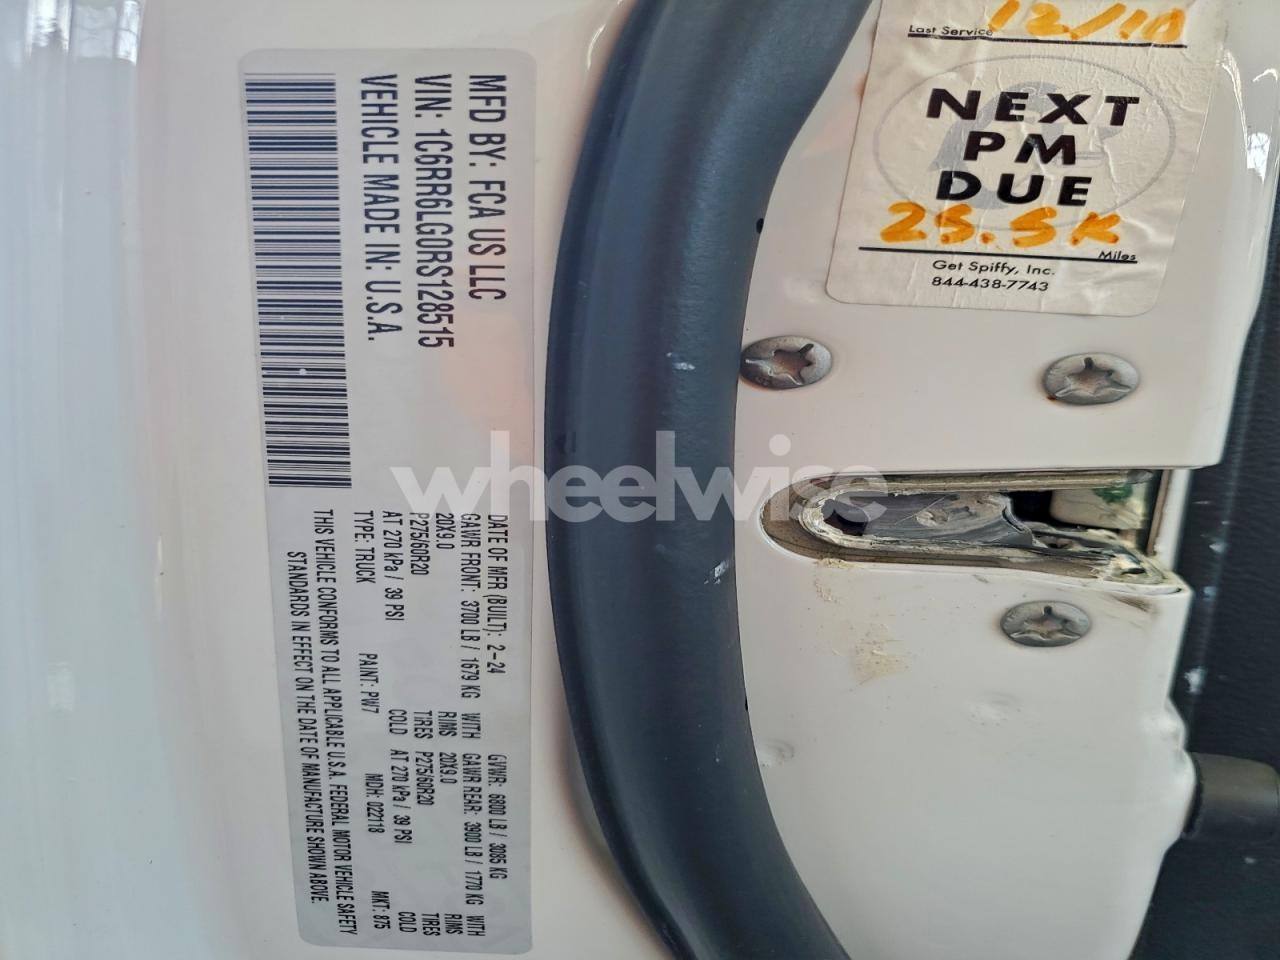 MFD BY: FCA US LLC
VIN: 1C6RR6LG0RS128515
VEHICLE MADE IN: U.S.A.
DATE OF MFR (BUILT): 2-24 GVWR: 6800 LB / 3085 KG
GAWR FRONT: 3700 LB / 1679 KG WITH GAWR REAR: 3900 LB / 1770 KG WITH
20X9.0 RIMS 20X9.0 RIMS
P275/60R20 TIRES P275/60R20 TIRES
AT 270 kPa / 39 PSI COLD AT 270 kPa / 39 PSI COLD
TYPE: TRUCK PAINT: PW7 MDH: 022118 MKT: 875
THIS VEHICLE CONFORMS TO ALL APPLICABLE U.S.A. FEDERAL MOTOR VEHICLE SAFETY
STANDARDS IN EFFECT ON THE DATE OF MANUFACTURE SHOWN ABOVE.
Last Service 12/10
NEXT
PM
DUE
25.5K
Miles
Get Spiffy, Inc.
844-438-7743
wheelwise